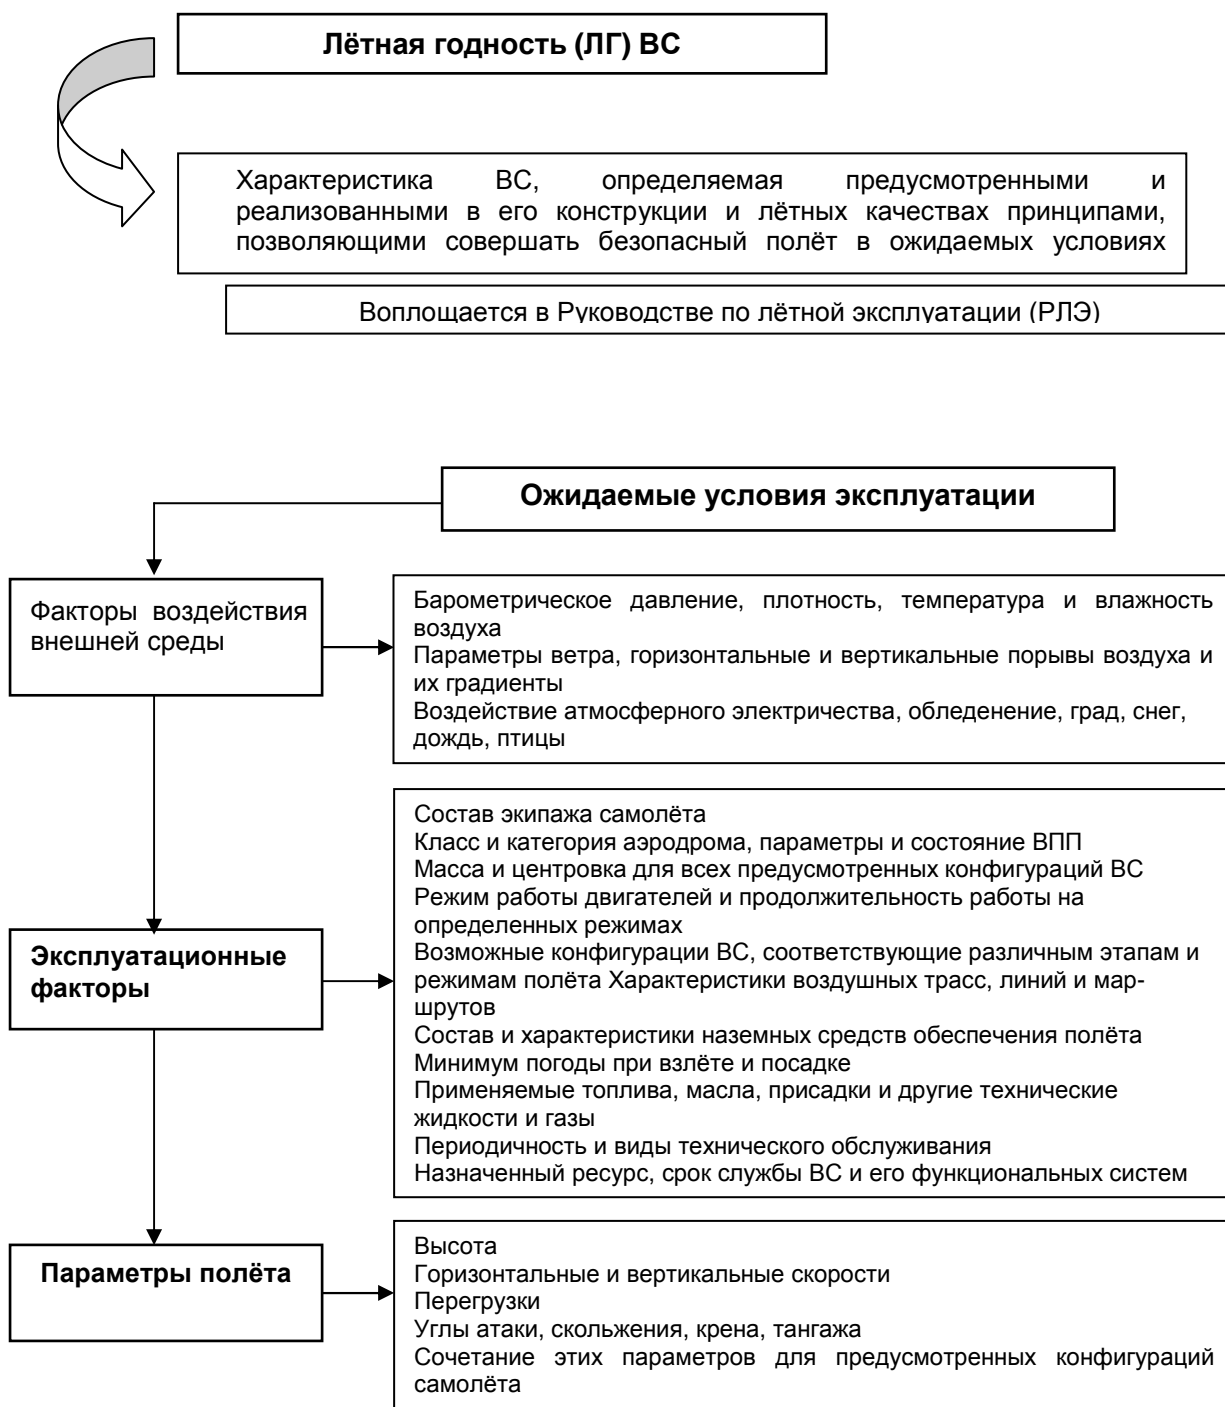 Лётная годность (ЛГ) ВС
Характеристика ВС, определяемая предусмотренными и
реализованными в его конструкции и лётных качествах принципами,
позволяющими совершать безопасный полёт в ожидаемых условиях
Воплощается в Руководстве по лётной эксплуатации (РЛЭ)
Ожидаемые условия эксплуатации
Факторы воздействия
внешней среды
Барометрическое давление, плотность, температура и влажность
воздуха
Параметры ветра, горизонтальные и вертикальные порывы воздуха и
их градиенты
Воздействие атмосферного электричества, обледенение, град, снег,
дождь, птицы
Эксплуатационные
факторы
Состав экипажа самолёта
Класс и категория аэродрома, параметры и состояние ВПП
Масса и центровка для всех предусмотренных конфигураций ВС
Режим работы двигателей и продолжительность работы на
определенных режимах
Возможные конфигурации ВС, соответствующие различным этапам и
режимам полёта Характеристики воздушных трасс, линий и мар-
шрутов
Состав и характеристики наземных средств обеспечения полёта
Минимум погоды при взлёте и посадке
Применяемые топлива, масла, присадки и другие технические
жидкости и газы
Периодичность и виды технического обслуживания
Назначенный ресурс, срок службы ВС и его функциональных систем
Параметры полёта
Высота
Горизонтальные и вертикальные скорости
Перегрузки
Углы атаки, скольжения, крена, тангажа
Сочетание этих параметров для предусмотренных конфигураций
самолёта